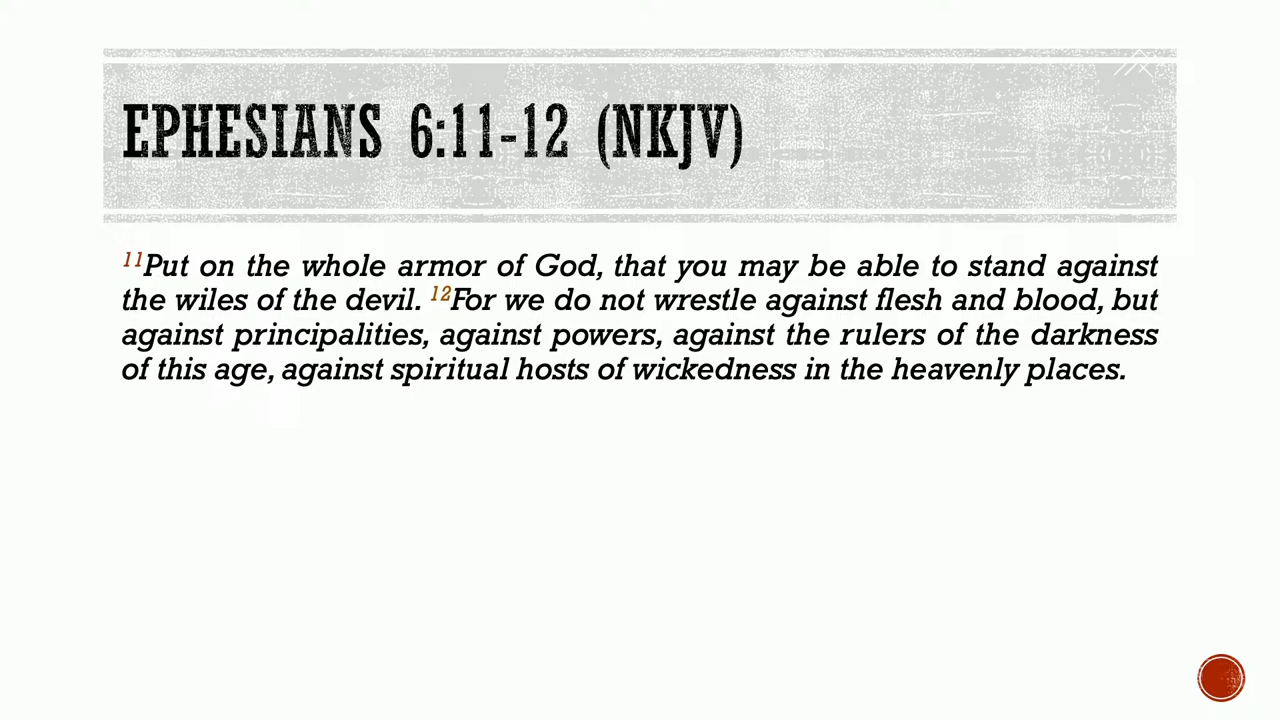 EPHESIANS 6:11-12 (NKJV)
11Put on the whole armor of God, that you may be able to stand against
the wiles of the devil. 12For we do not wrestle against flesh and blood, but
against principalities, against powers, against the rulers of the darkness
of this age, against spiritual hosts of wickedness in the heavenly places.